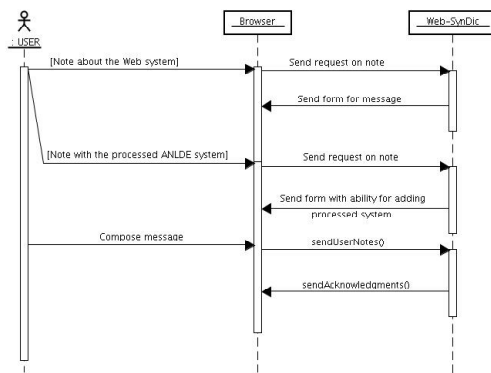 Browser
Web-SynDic
: USER
[Note about the Web system]
Send request on note
Send form for message
[Note with the processed ANLDE system]
Send request on note
Send form with ability for adding
processed system
Compose message
sendUserNotes()
sendAcknowledgments()